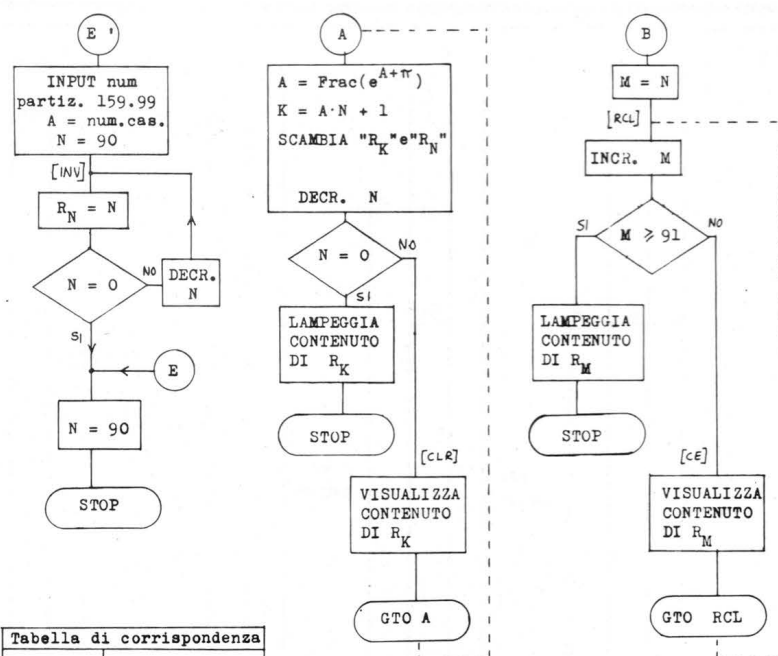 E '
INPUT num
partiz. 159.99
A = num.cas.
N = 90
[INV]
R_N = N
N = 0
NO
DECR.
N
SI
E
N = 90
STOP
A
A = Frac(e^A+π)
K = A·N + 1
SCAMBIA "R_K" e "R_N"
DECR. N
N = 0
NO
SI
LAMPEGGIA
CONTENUTO
DI R_K
STOP
[CLR]
VISUALIZZA
CONTENUTO
DI R_K
GTO A
B
M = N
[RCL]
INCR. M
SI
M ⩾ 91
NO
LAMPEGGIA
CONTENUTO
DI R_M
STOP
[CE]
VISUALIZZA
CONTENUTO
DI R_M
GTO RCL
Tabella di corrispondenza